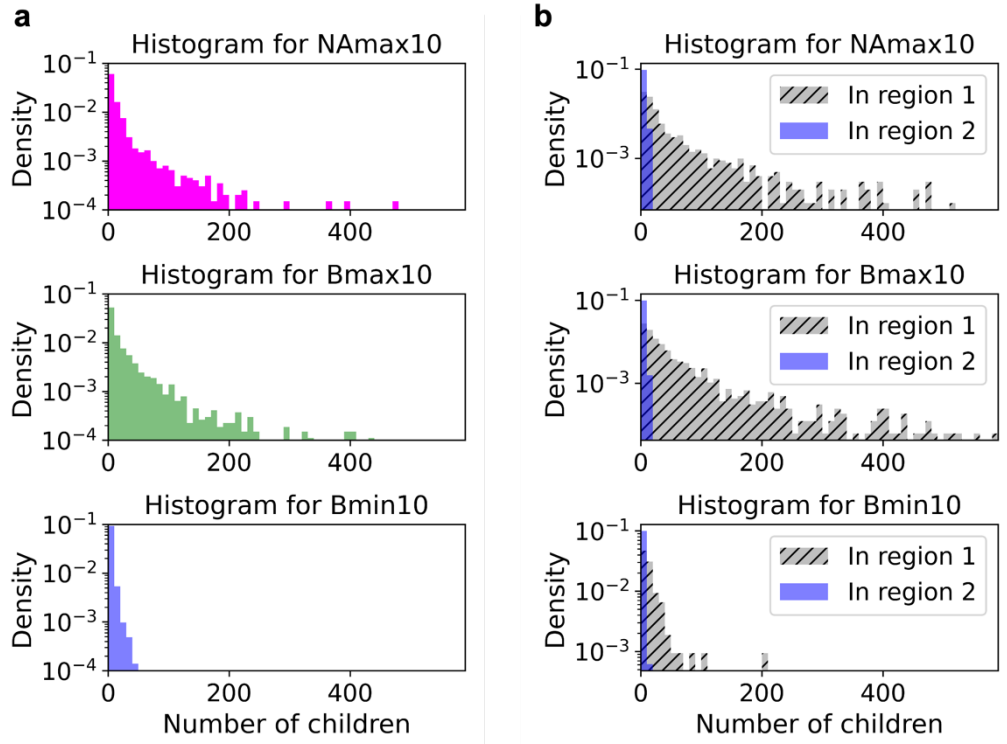 a
Histogram for NAmax10
Density
10⁻¹
10⁻²
10⁻³
10⁻⁴
0
200
400
Histogram for Bmax10
Density
10⁻¹
10⁻²
10⁻³
10⁻⁴
0
200
400
Histogram for Bmin10
Density
10⁻¹
10⁻²
10⁻³
10⁻⁴
0
200
400
Number of children
b
Histogram for NAmax10
Density
10⁻¹
10⁻³
In region 1
In region 2
0
200
400
Histogram for Bmax10
Density
10⁻¹
10⁻³
In region 1
In region 2
0
200
400
Histogram for Bmin10
Density
10⁻¹
10⁻²
10⁻³
In region 1
In region 2
0
200
400
Number of children